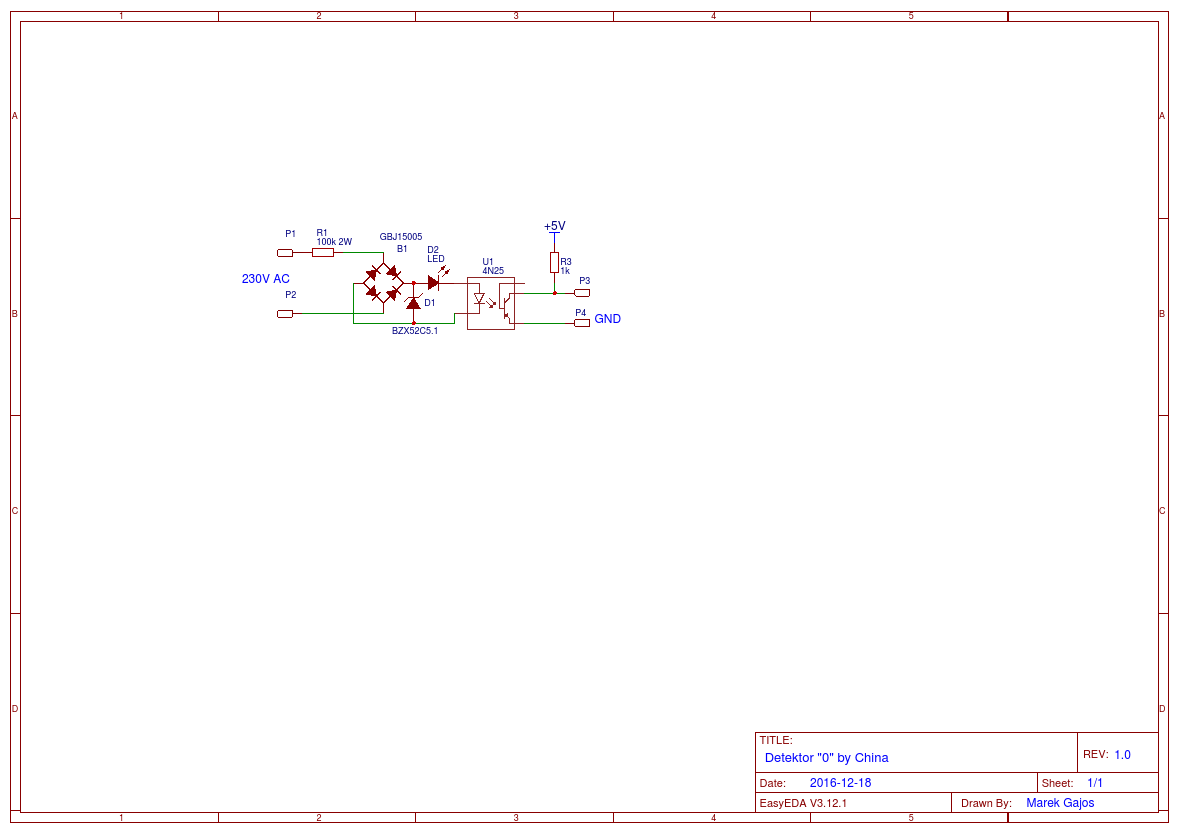 1 2 3 4 5
A A
+5V
P1 R1 GBJ15005
100k 2W
B1 D2
LED
U1
4N25
R3
1k
230V AC
P3
P2
D1
P4 GND
BZX52C5.1
B B
C C
D D
TITLE:
Detektor "0" by China
REV: 1.0
Date: 2016-12-18
Sheet: 1/1
EasyEDA V3.12.1
Drawn By: Marek Gajos
1 2 3 4 5